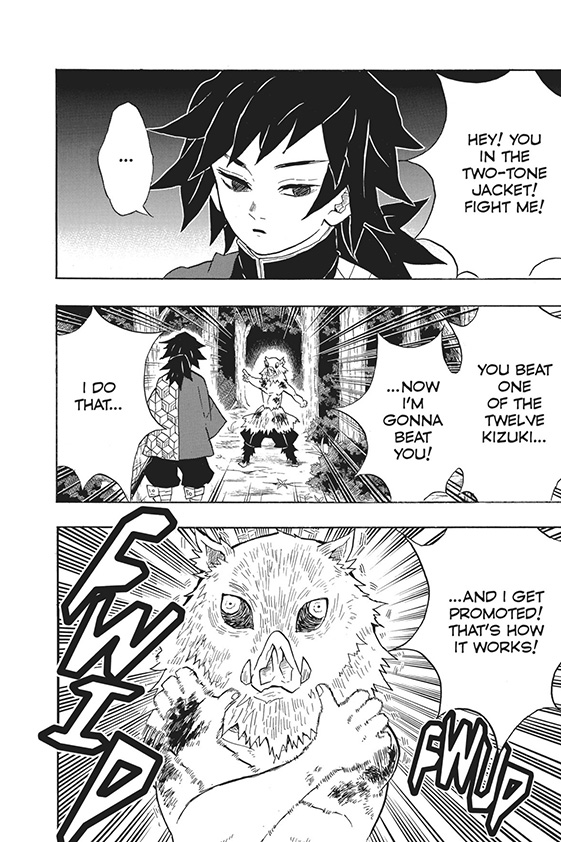 HEY! YOU
IN THE
TWO-TONE
JACKET!
FIGHT ME!
...
YOU BEAT
ONE
OF THE
TWELVE
KIZUKI...
...NOW
I'M
GONNA
BEAT
YOU!
I DO
THAT...
...AND I GET
PROMOTED!
THAT'S HOW
IT WORKS!
FWUD
FWID